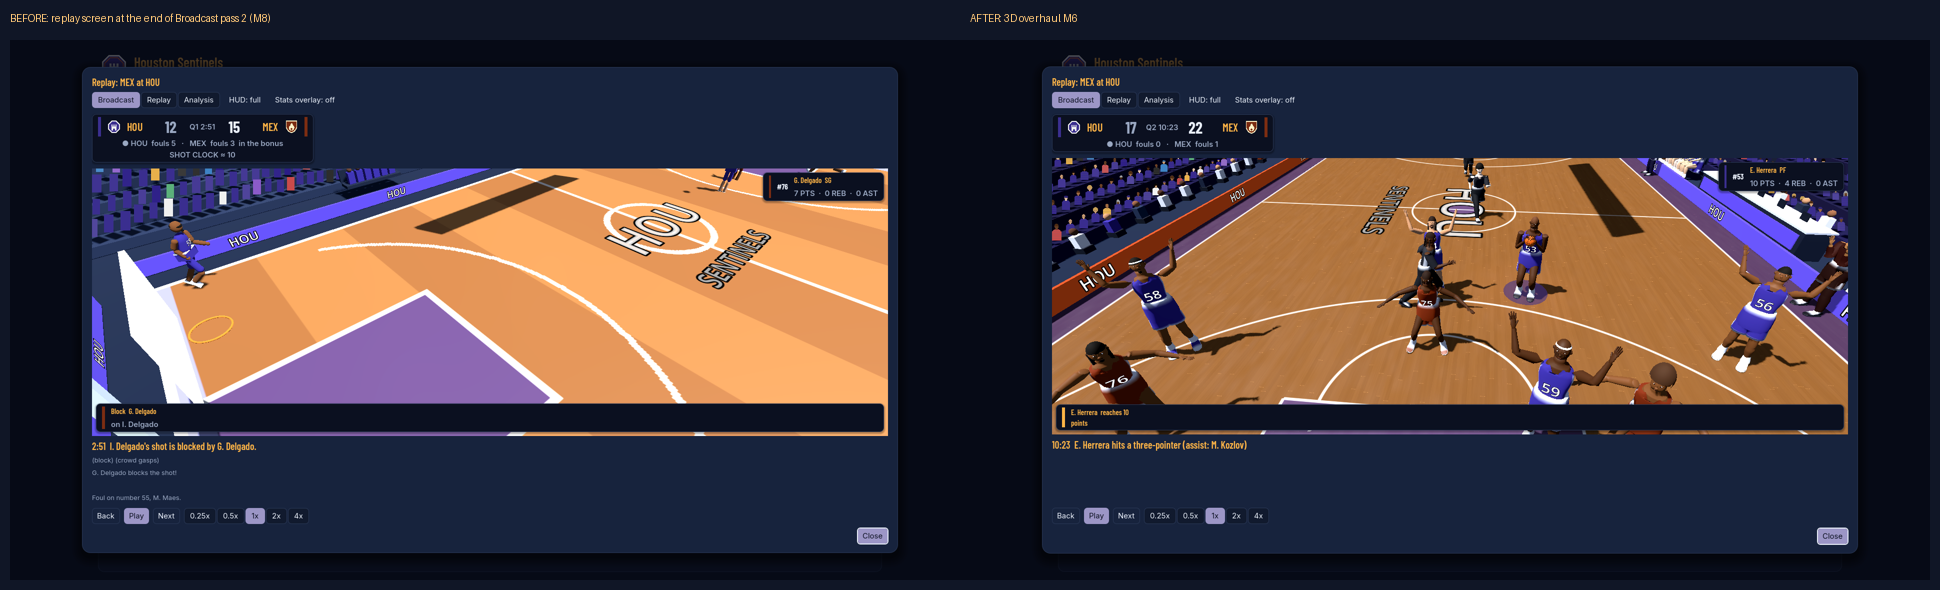 BEFORE: replay screen at the end of Broadcast pass 2 (M8)
Houston Sentinels
Replay: MEX at HOU
Broadcast Replay Analysis HUD: full Stats overlay: off
HOU 12 Q1 2:51 15 MEX
HOU fouls 5 · MEX fouls 3 in the bonus
SHOT CLOCK ≈ 10
#76 G. Delgado SG
7 PTS · 0 REB · 0 AST
HOU
HOU
HOU
SENTINELS
HOU
Block G. Delgado
on I. Delgado
2:51 I. Delgado's shot is blocked by G. Delgado.
(block) (crowd gasps)
G. Delgado blocks the shot!
Foul on number 55, M. Maes.
Back Play Next 0.25x 0.5x 1x 2x 4x
Close
AFTER: 3D overhaul M6
Houston Sentinels
Replay: MEX at HOU
Broadcast Replay Analysis HUD: full Stats overlay: off
HOU 17 Q2 10:23 22 MEX
HOU fouls 0 · MEX fouls 1
#53 E. Herrera PF
10 PTS · 4 REB · 0 AST
HOU
SENTINELS
HOU
HOU
HOU
53
58
75
56
76
59
E. Herrera reaches 10
points
10:23 E. Herrera hits a three-pointer (assist: M. Kozlov)
Back Play Next 0.25x 0.5x 1x 2x 4x
Close